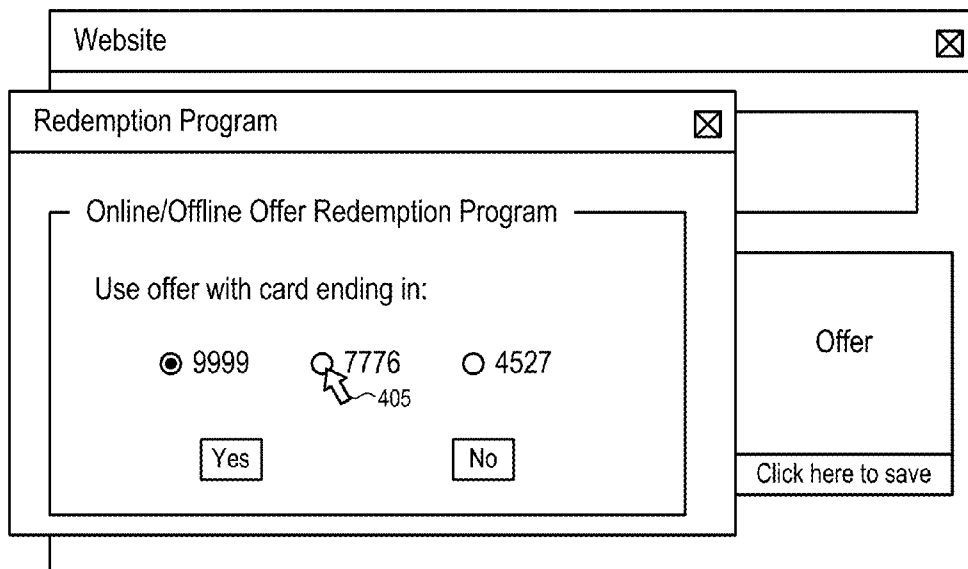 Website
Redemption Program
Online/Offline Offer Redemption Program
Use offer with card ending in:
9999 7776 4527
405
Yes No
Offer
Click here to save